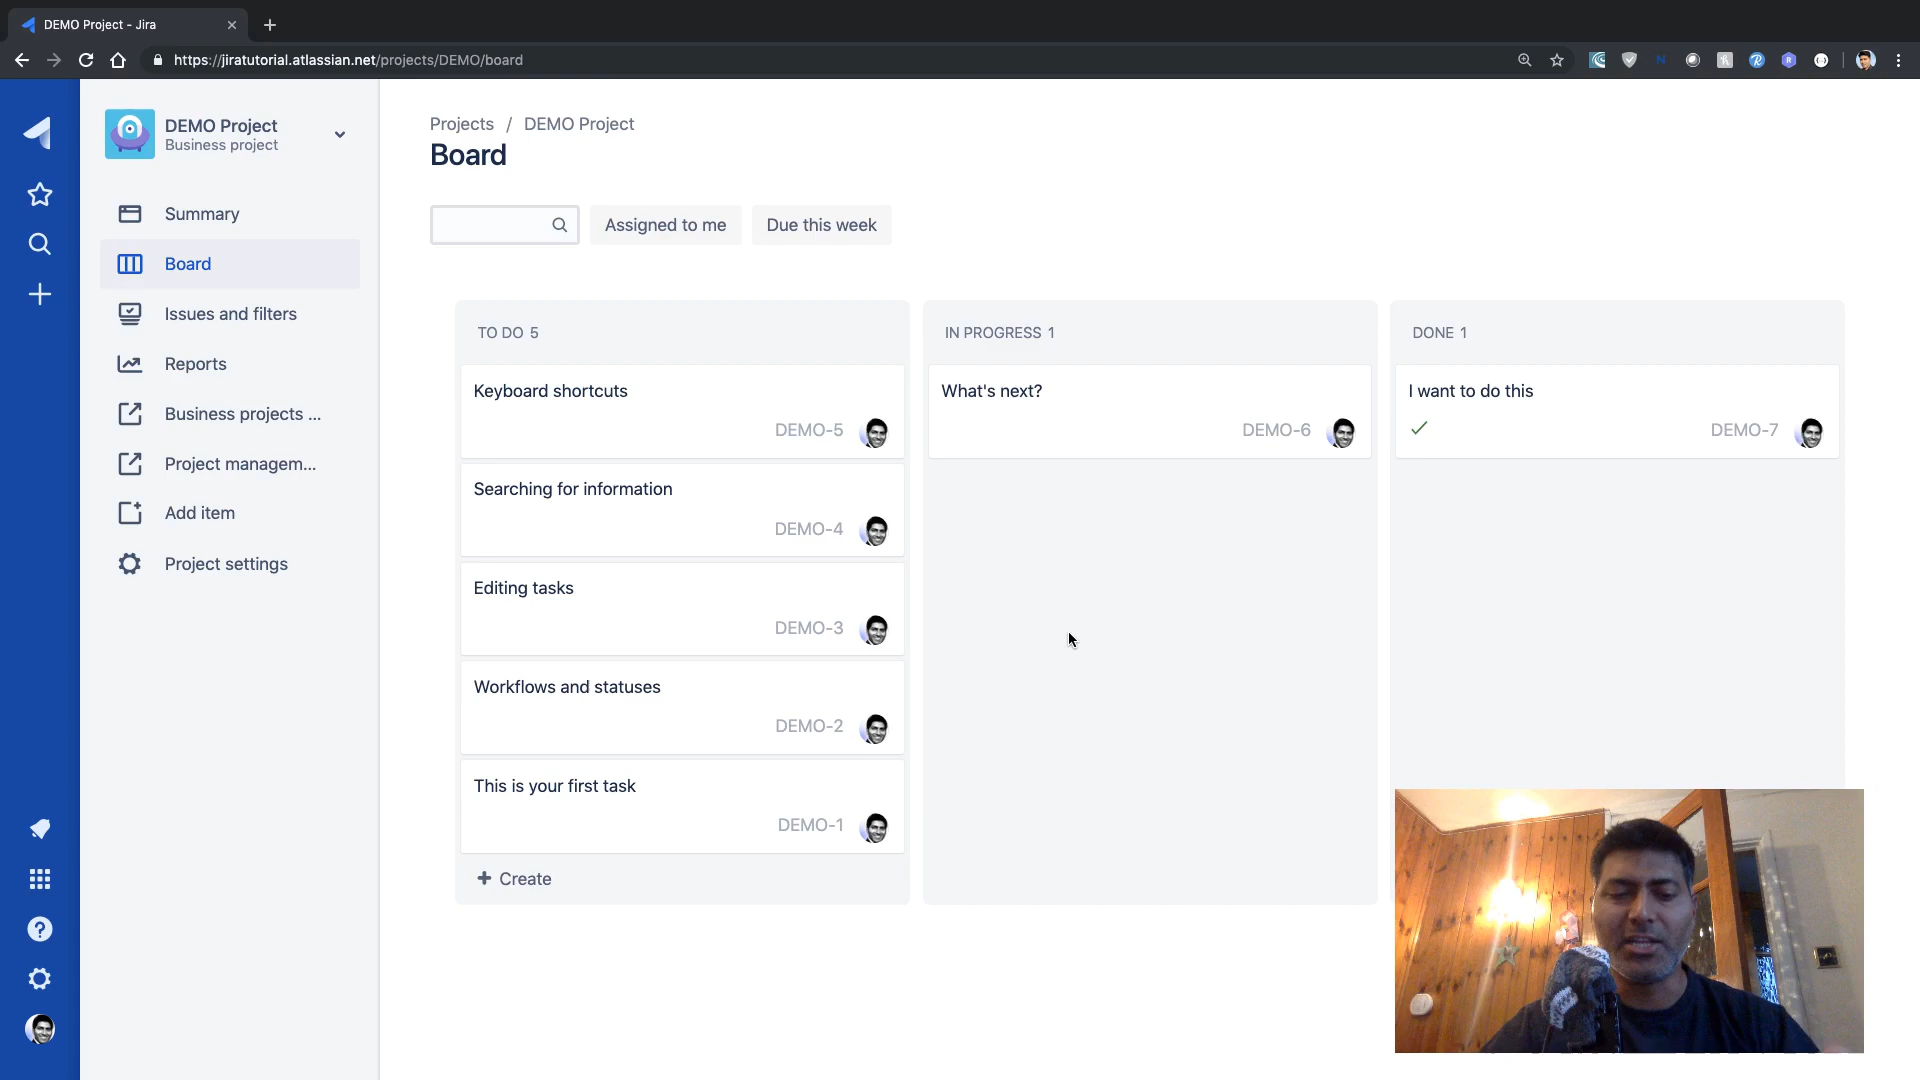 DEMO Project - Jira
https://jiratutorial.atlassian.net/projects/DEMO/board
DEMO Project
Business project
Summary
Board
Issues and filters
Reports
Business projects ...
Project managem...
Add item
Project settings
Projects / DEMO Project
Board
Assigned to me
Due this week
TO DO 5
Keyboard shortcuts
DEMO-5
Searching for information
DEMO-4
Editing tasks
DEMO-3
Workflows and statuses
DEMO-2
This is your first task
DEMO-1
+ Create
IN PROGRESS 1
What's next?
DEMO-6
DONE 1
I want to do this
DEMO-7